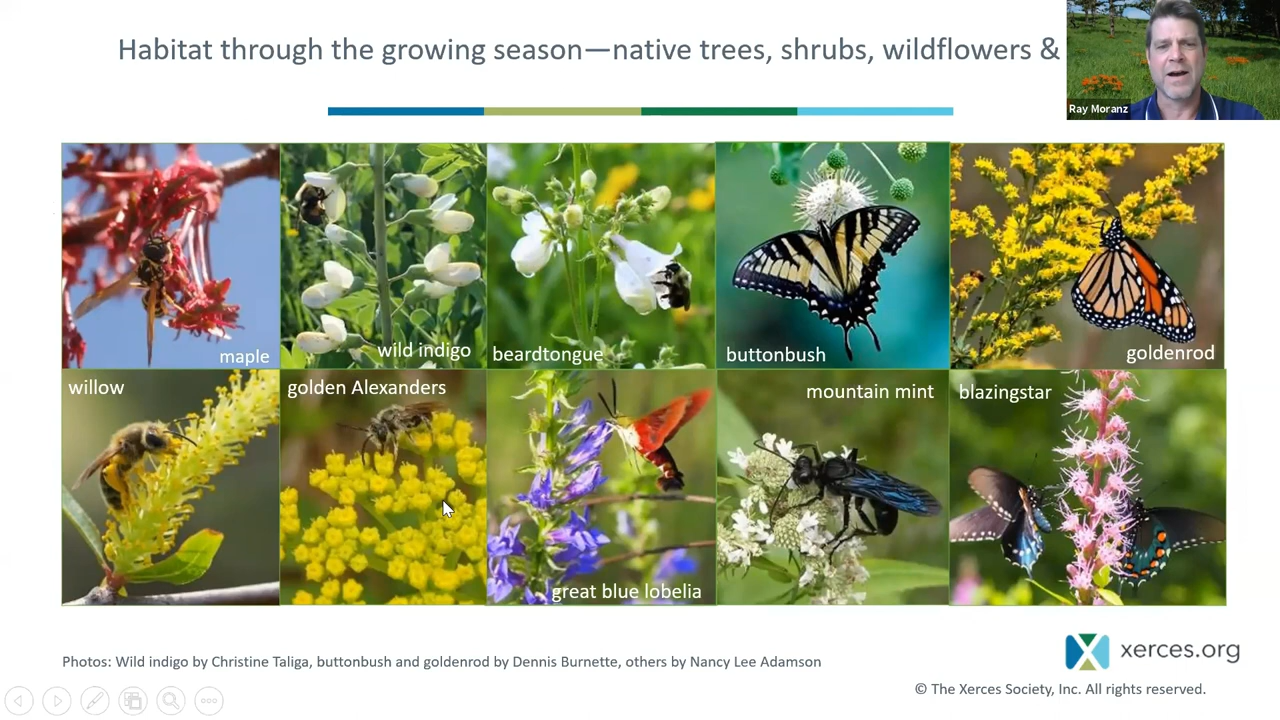 Habitat through the growing season—native trees, shrubs, wildflowers &
Ray Moranz
maple
wild indigo
beardtongue
buttonbush
goldenrod
willow
golden Alexanders
great blue lobelia
mountain mint
blazingstar
Photos: Wild indigo by Christine Taliga, buttonbush and goldenrod by Dennis Burnette, others by Nancy Lee Adamson
xerces.org
© The Xerces Society, Inc. All rights reserved.